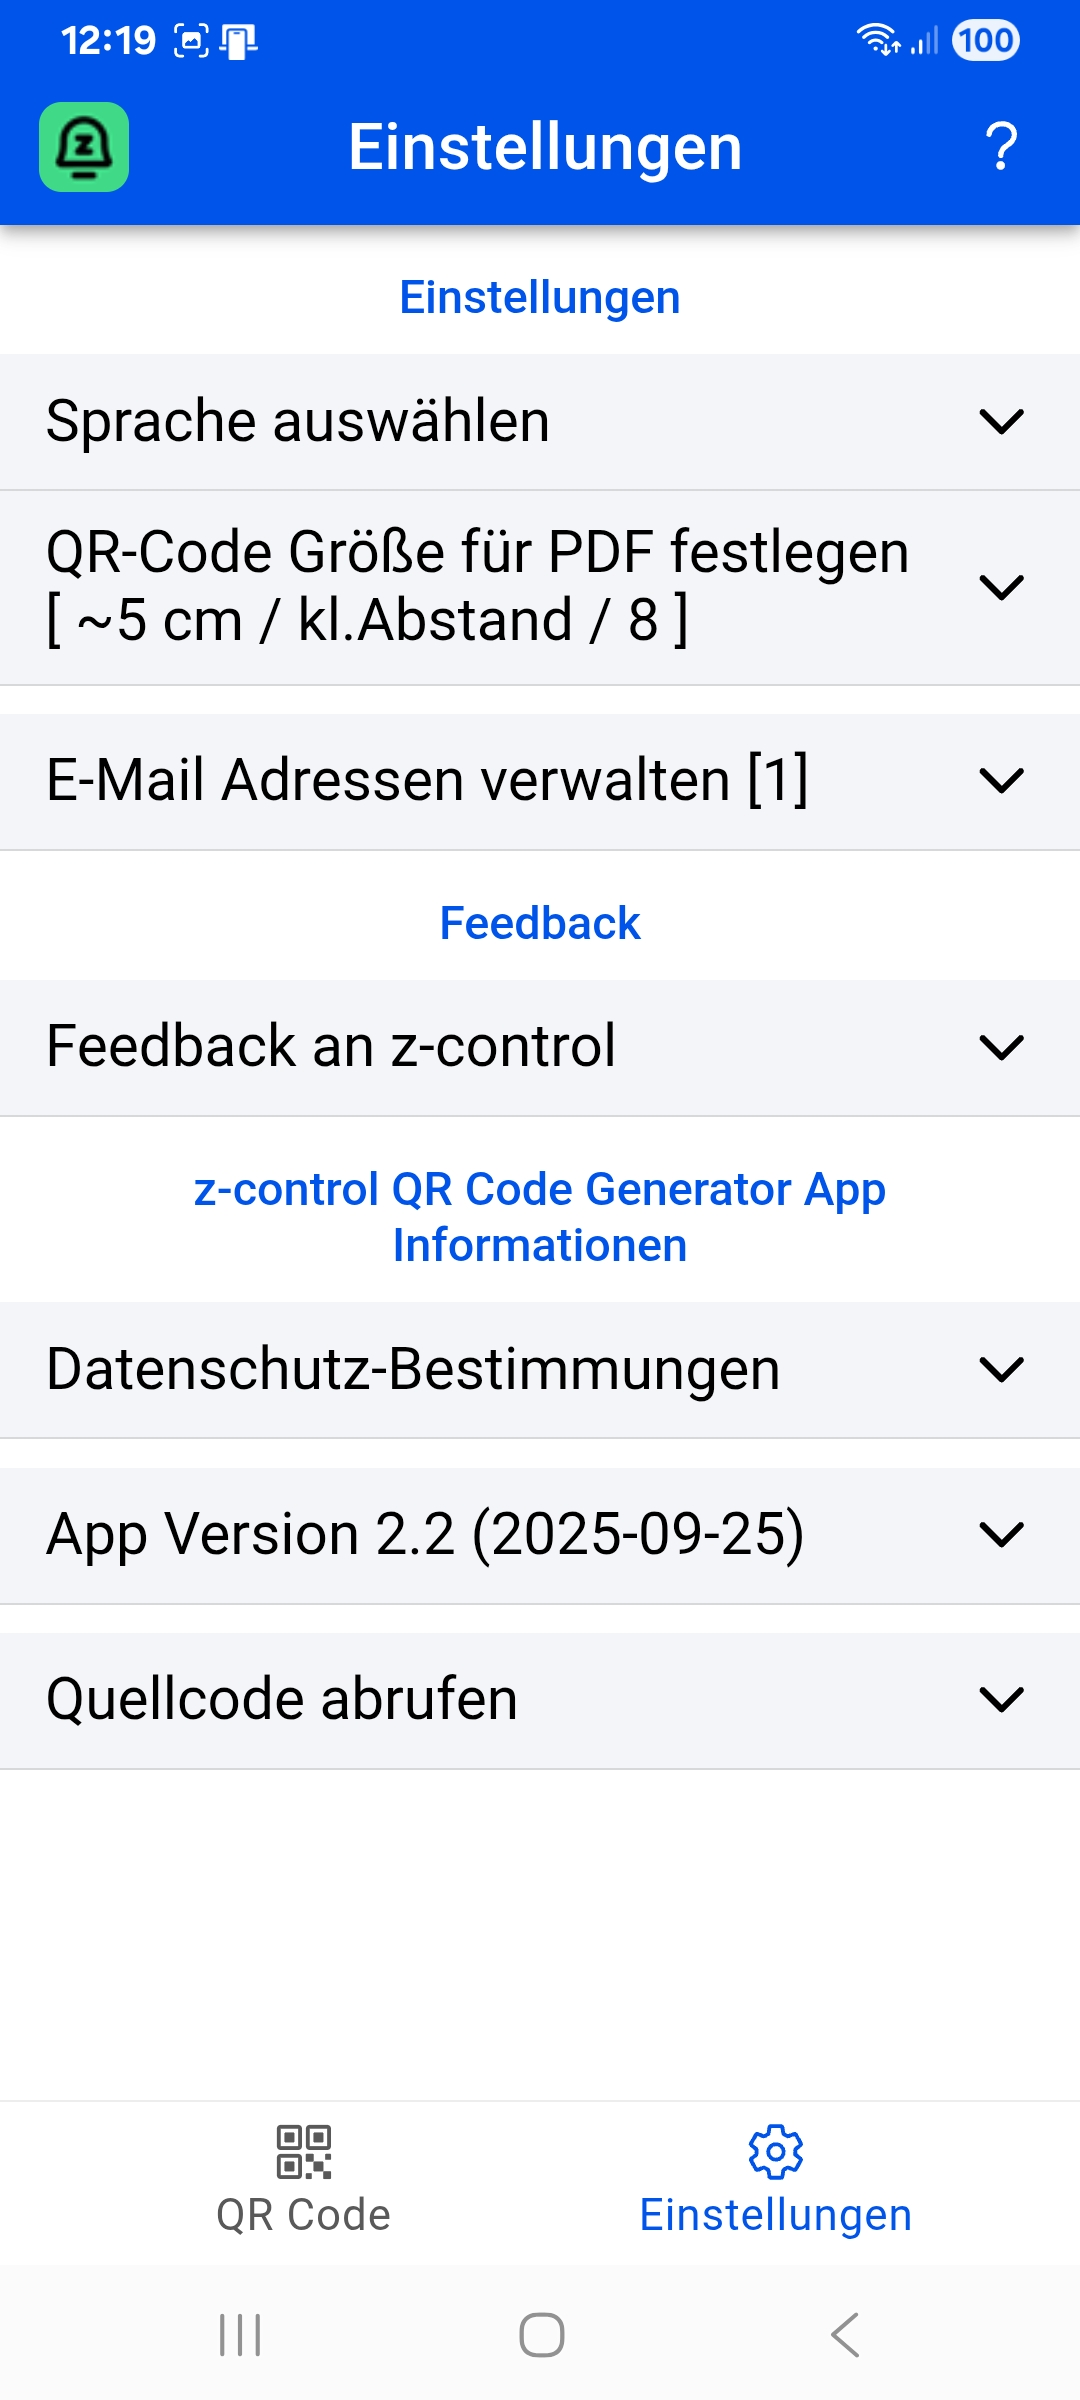 12:19
100
Einstellungen
?
Einstellungen
Sprache auswählen
QR-Code Größe für PDF festlegen
[ ~5 cm / kl.Abstand / 8 ]
E-Mail Adressen verwalten [1]
Feedback
Feedback an z-control
z-control QR Code Generator App
Informationen
Datenschutz-Bestimmungen
App Version 2.2 (2025-09-25)
Quellcode abrufen
QR Code
Einstellungen